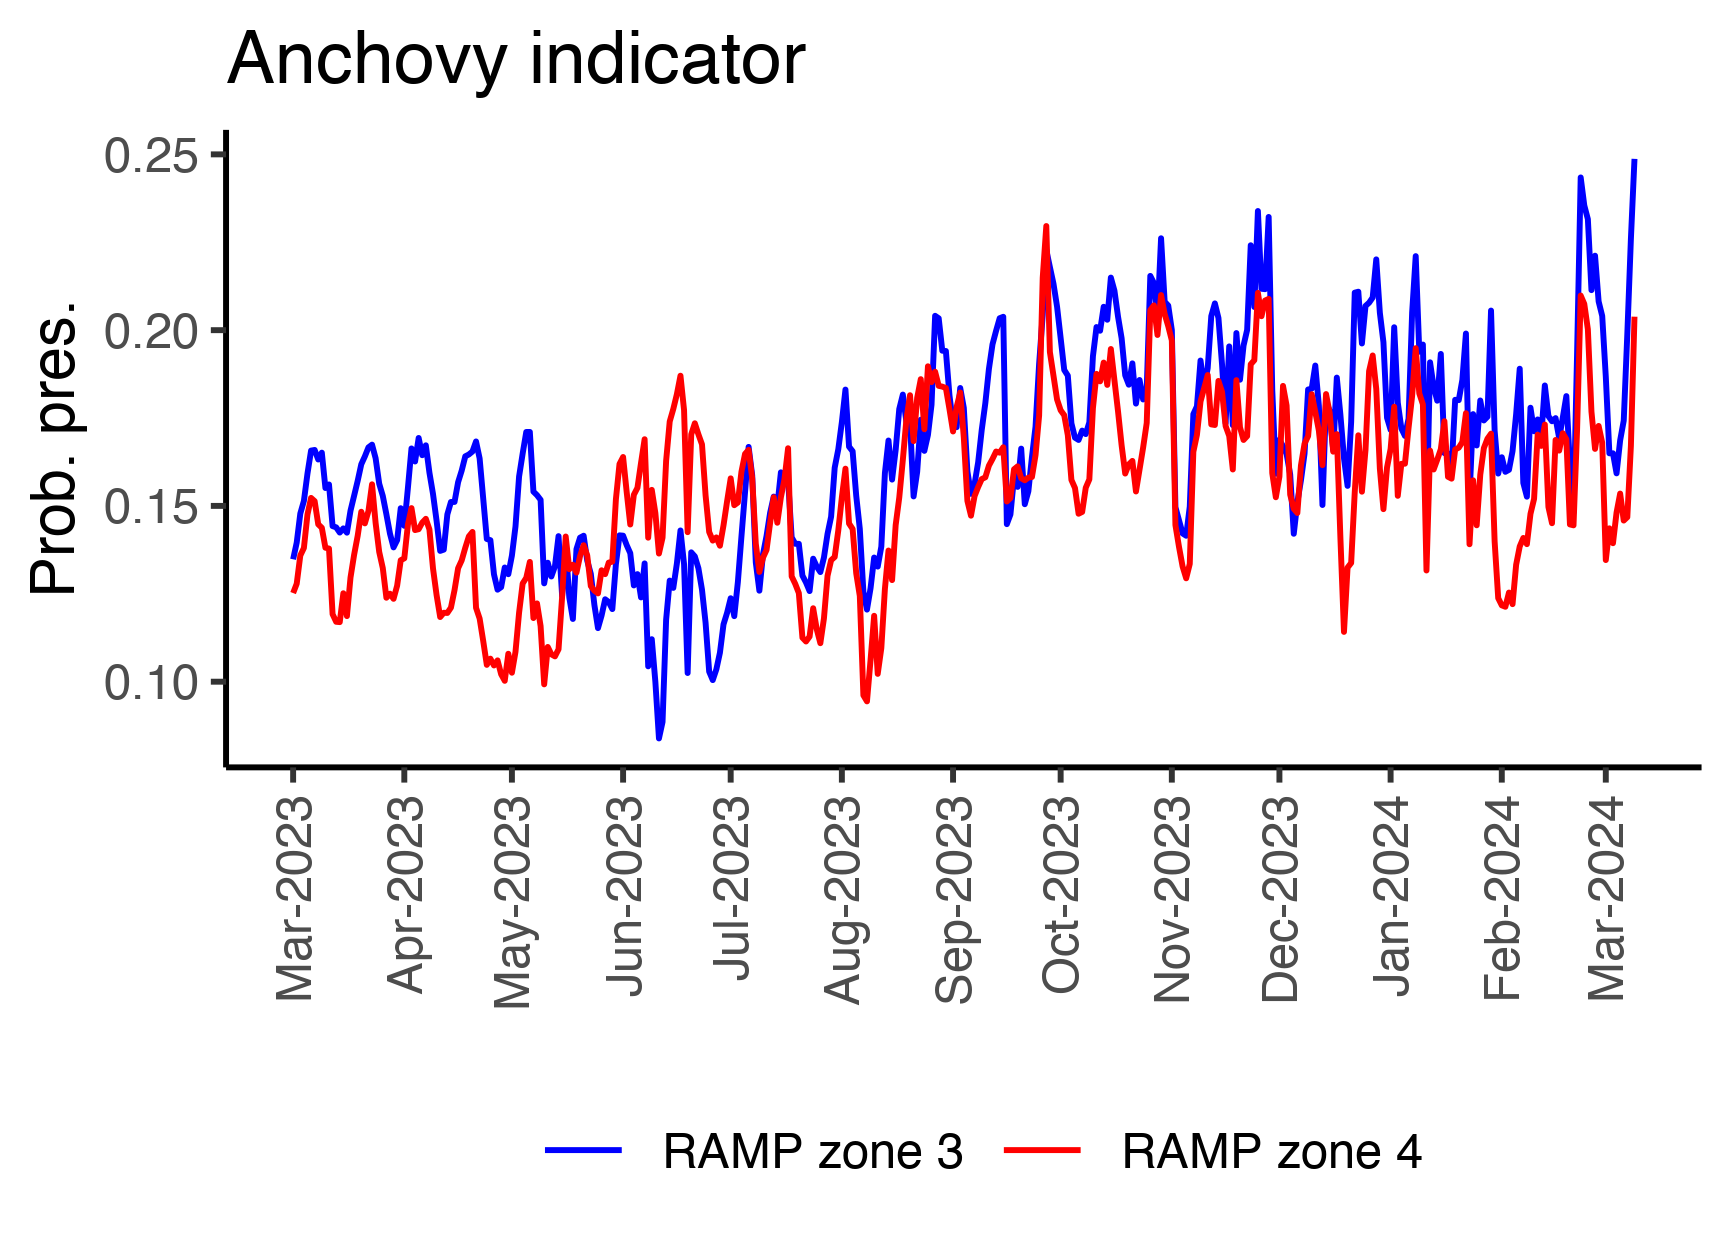 Anchovy indicator
Prob. pres.
0.25
0.20
0.15
0.10
Mar-2023
Apr-2023
May-2023
Jun-2023
Jul-2023
Aug-2023
Sep-2023
Oct-2023
Nov-2023
Dec-2023
Jan-2024
Feb-2024
Mar-2024
RAMP zone 3 RAMP zone 4